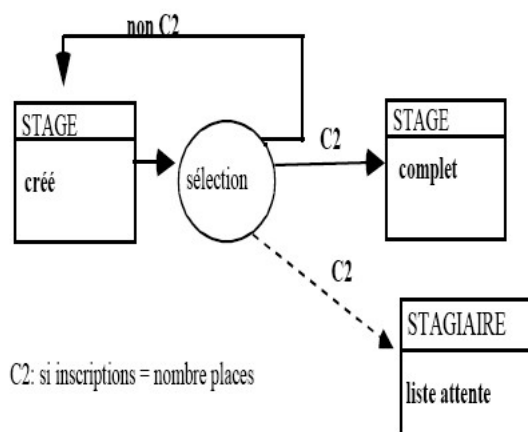 non C2
STAGE
créé
sélection
C2
STAGE
complet
C2
STAGIAIRE
liste attente
C2: si inscriptions = nombre places